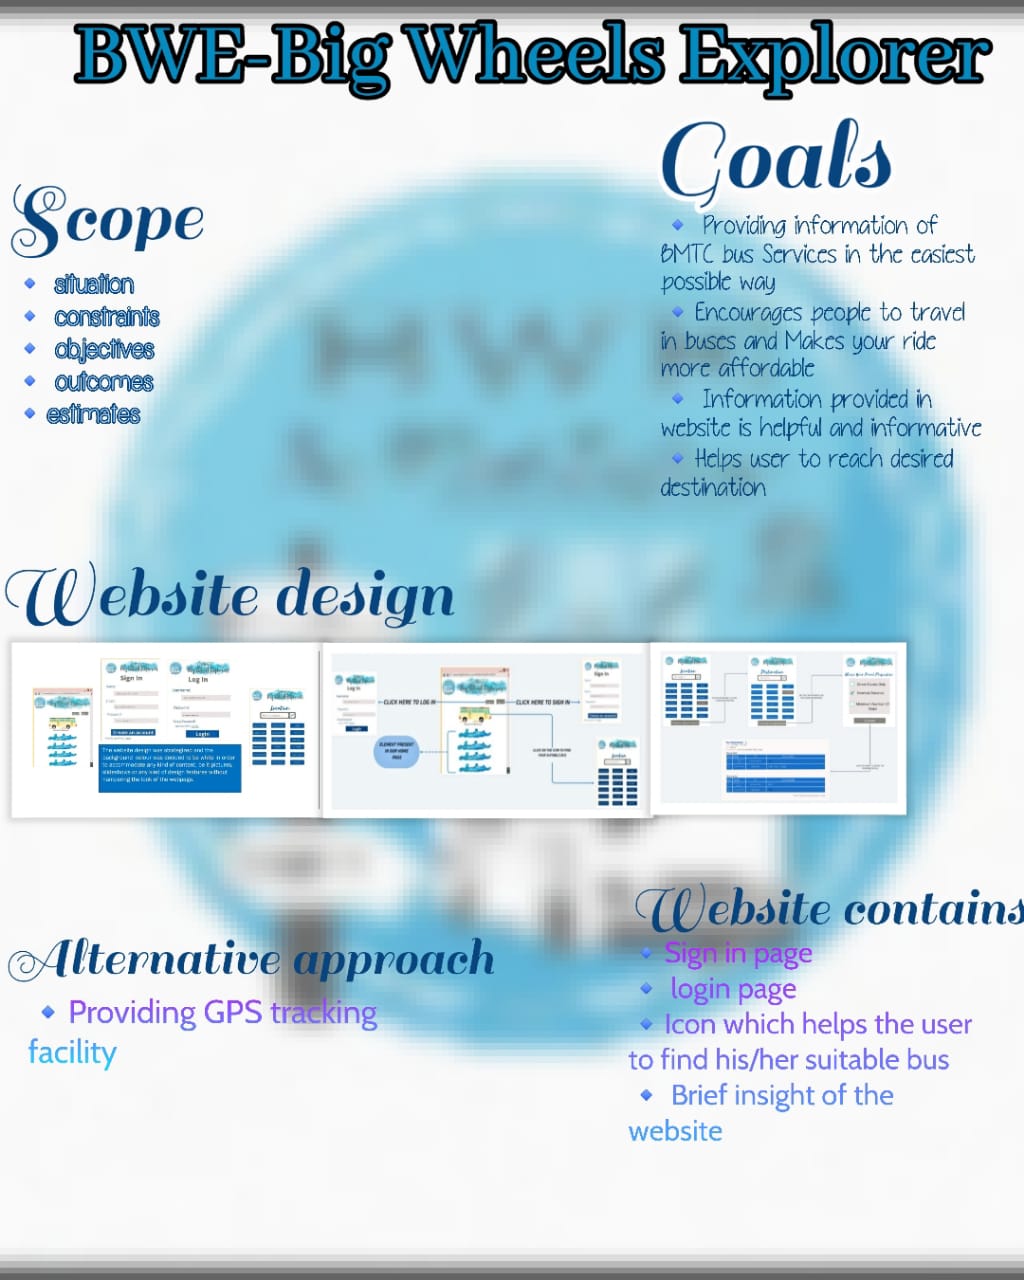 BWE-Big Wheels Explorer
Scope
situation
constraints
objectives
outcomes
estimates
Goals
Providing information of
BMTC bus Services in the easiest
possible way
Encourages people to travel
in buses and Makes your ride
more affordable
Information provided in
website is helpful and informative
Helps user to reach desired
destination
Website design
Sign In
Log In
Create an account
Login
Location
The website design was strategized and the
background colour was decided to be white in order
to accommodate any kind of content, be it pictures,
slideshows or any kind of design features without
hampering the look of the webpage.
Log In
CLICK HERE TO LOG IN
CLICK HERE TO SIGN IN
Sign In
ELEMENT PRESENT
IN OUR HOME
PAGE
Location
Location
Destination
Alternative approach
Providing GPS tracking
facility
Website contains
Sign in page
login page
Icon which helps the user
to find his/her suitable bus
Brief insight of the
website